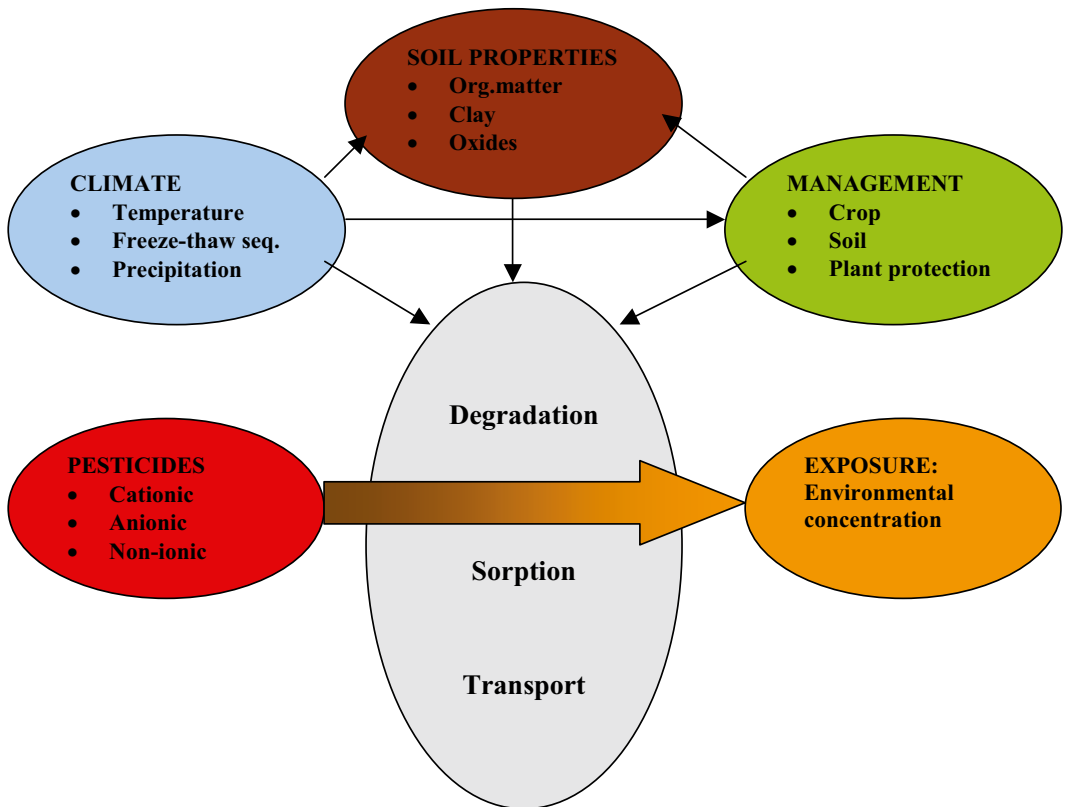 SOIL PROPERTIES
• Org.matter
• Clay
• Oxides
CLIMATE
• Temperature
• Freeze-thaw seq.
• Precipitation
MANAGEMENT
• Crop
• Soil
• Plant protection
Degradation
PESTICIDES
• Cationic
• Anionic
• Non-ionic
EXPOSURE:
Environmental
concentration
Sorption
Transport